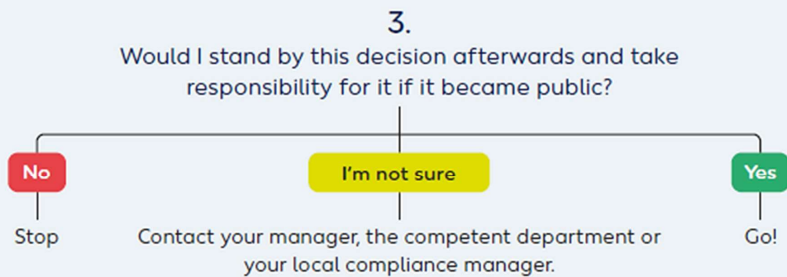 3.
Would I stand by this decision afterwards and take
responsibility for it if it became public?
No
I'm not sure
Yes
Stop
Contact your manager, the competent department or
your local compliance manager.
Go!